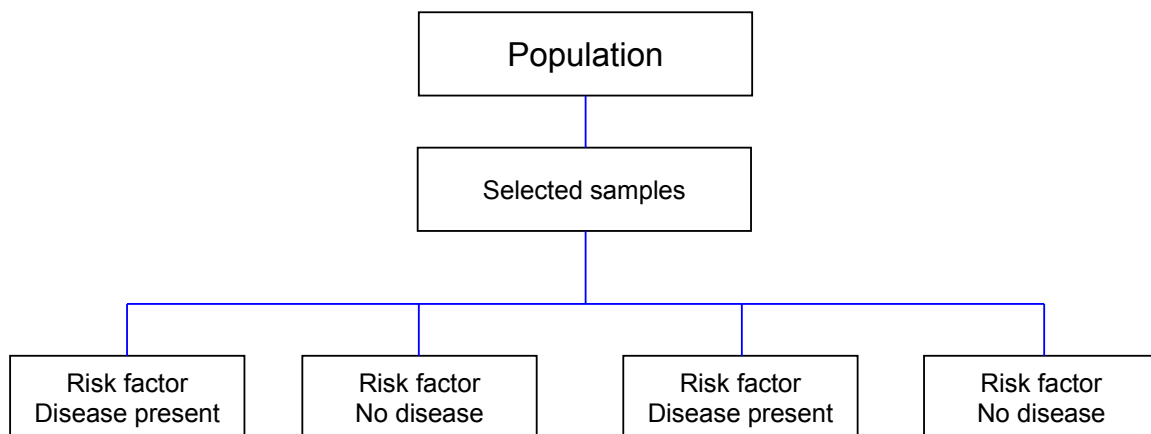 Population
Selected samples
Risk factor
Disease present
Risk factor
No disease
Risk factor
Disease present
Risk factor
No disease